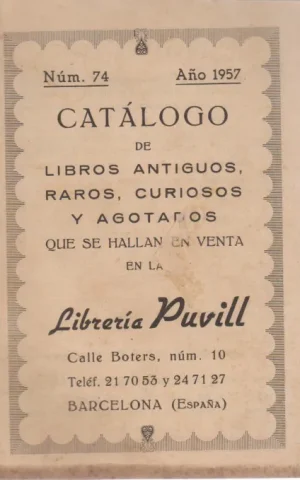 Núm. 74 Año 1957
CATÁLOGO
DE
LIBROS ANTIGUOS,
RAROS, CURIOSOS
Y AGOTADOS
QUE SE HALLAN EN VENTA
EN LA
Librería Puvill
Calle Boters, núm. 10
Teléf. 21 70 53 y 24 71 27
BARCELONA (ESPAÑA)